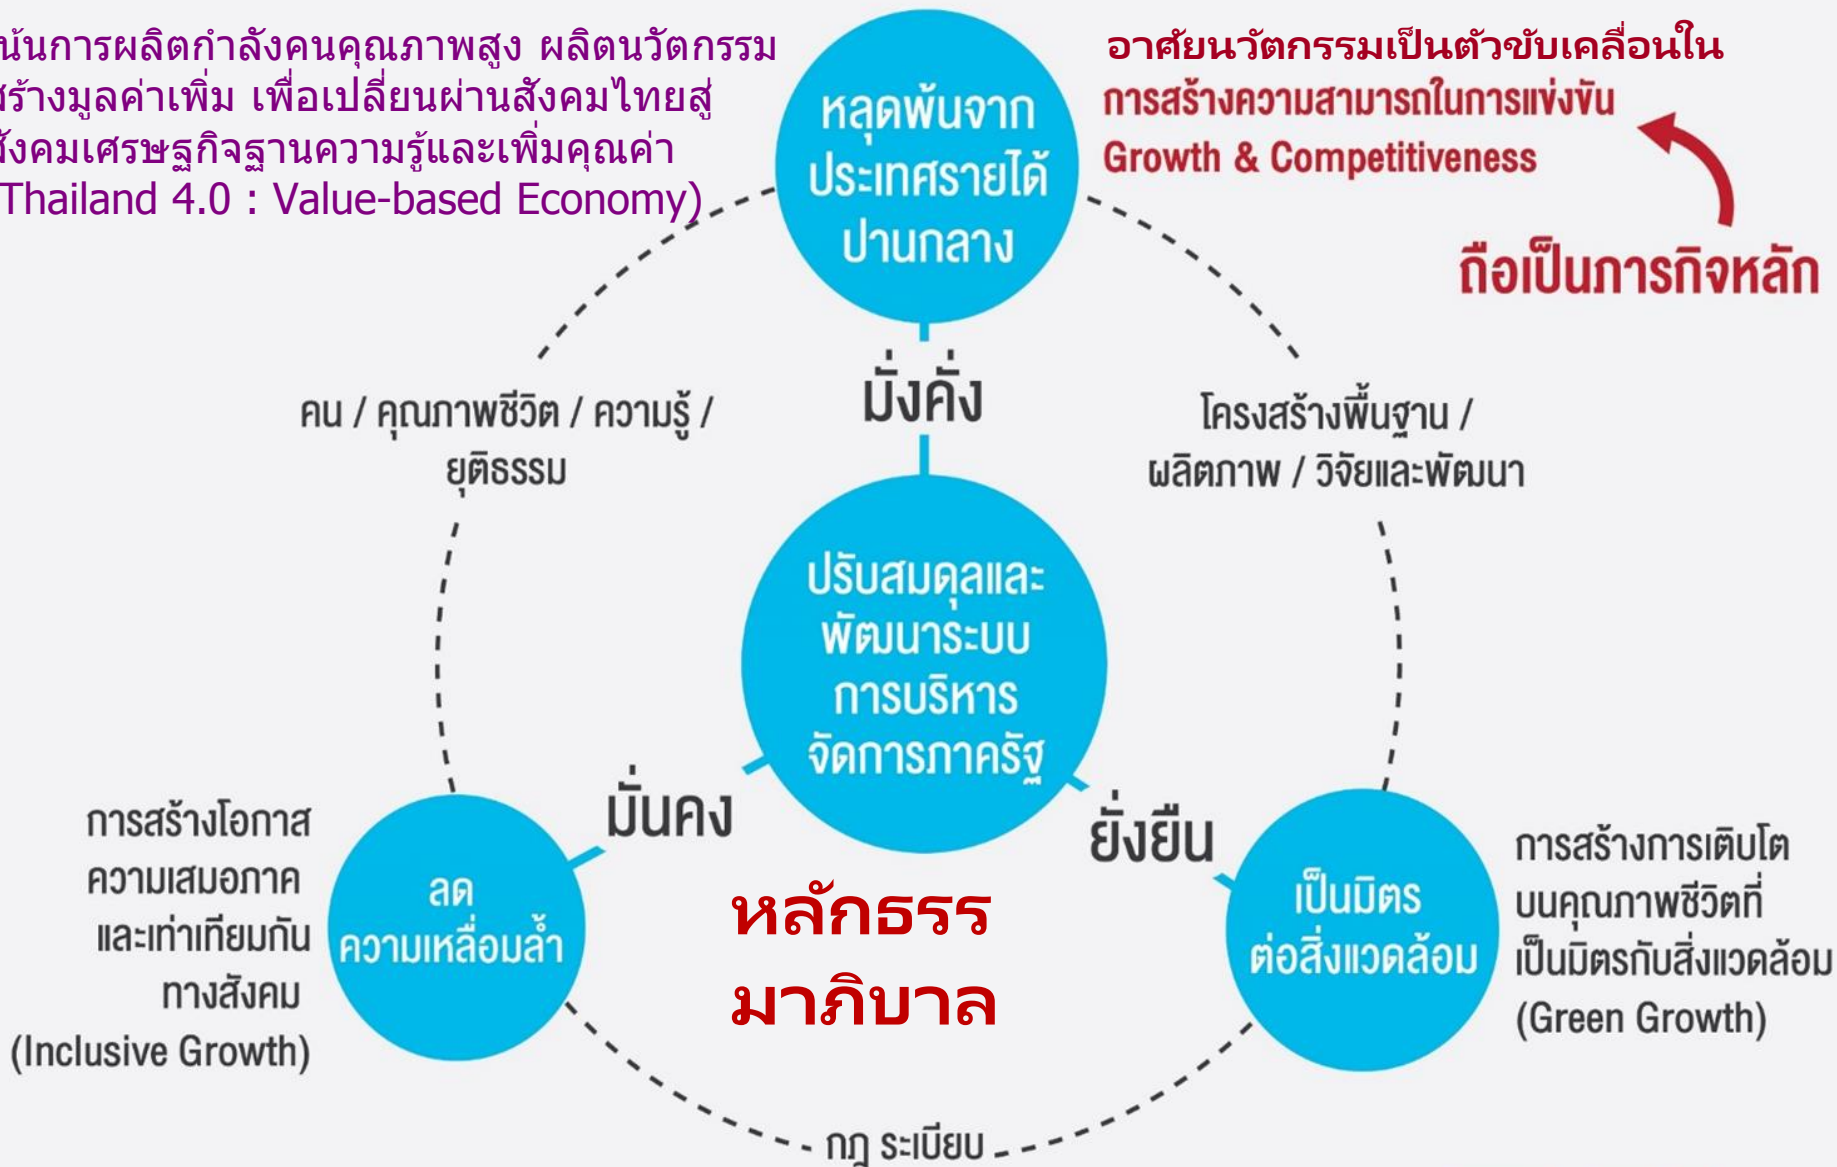 น้นการผลิตกำลังคนคุณภาพสูง ผลิตนวัตกรรม
สร้างมูลค่าเพิ่ม เพื่อเปลี่ยนผ่านสังคมไทยสู่
สังคมเศรษฐกิจฐานความรู้และเพิ่มคุณค่า
Thailand 4.0 : Value-based Economy)
หลุดพ้นจาก
ประเทศรายได้
ปานกลาง
อาศัยนวัตกรรมเป็นตัวขับเคลื่อนใน
การสร้างความสามารถในการแข่งขัน
Growth & Competitiveness
ถือเป็นภารกิจหลัก
มั่งคั่ง
คน / คุณภาพชีวิต / ความรู้ /
ยุติธรรม
โครงสร้างพื้นฐาน /
ผลิตภาพ / วิจัยและพัฒนา
ปรับสมดุลและ
พัฒนาระบบ
การบริหาร
จัดการภาครัฐ
มั่นคง
ยั่งยืน
การสร้างโอกาส
ความเสมอภาค
และเท่าเทียมกัน
ทางสังคม
(Inclusive Growth)
ลด
ความเหลื่อมล้ำ
หลักธรร
มาภิบาล
เป็นมิตร
ต่อสิ่งแวดล้อม
การสร้างการเติบโต
บนคุณภาพชีวิตที่
เป็นมิตรกับสิ่งแวดล้อม
(Green Growth)
กฎ ระเบียบ